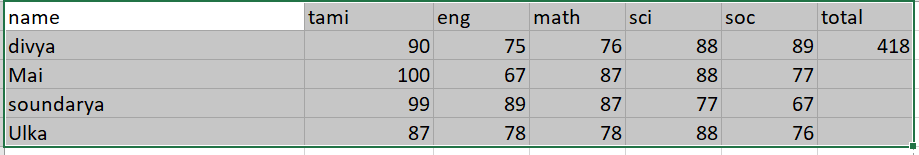 name tami eng math sci soc total
divya 90 75 76 88 89 418
Mai 100 67 87 88 77
soundarya 99 89 87 77 67
Ulka 87 78 78 88 76